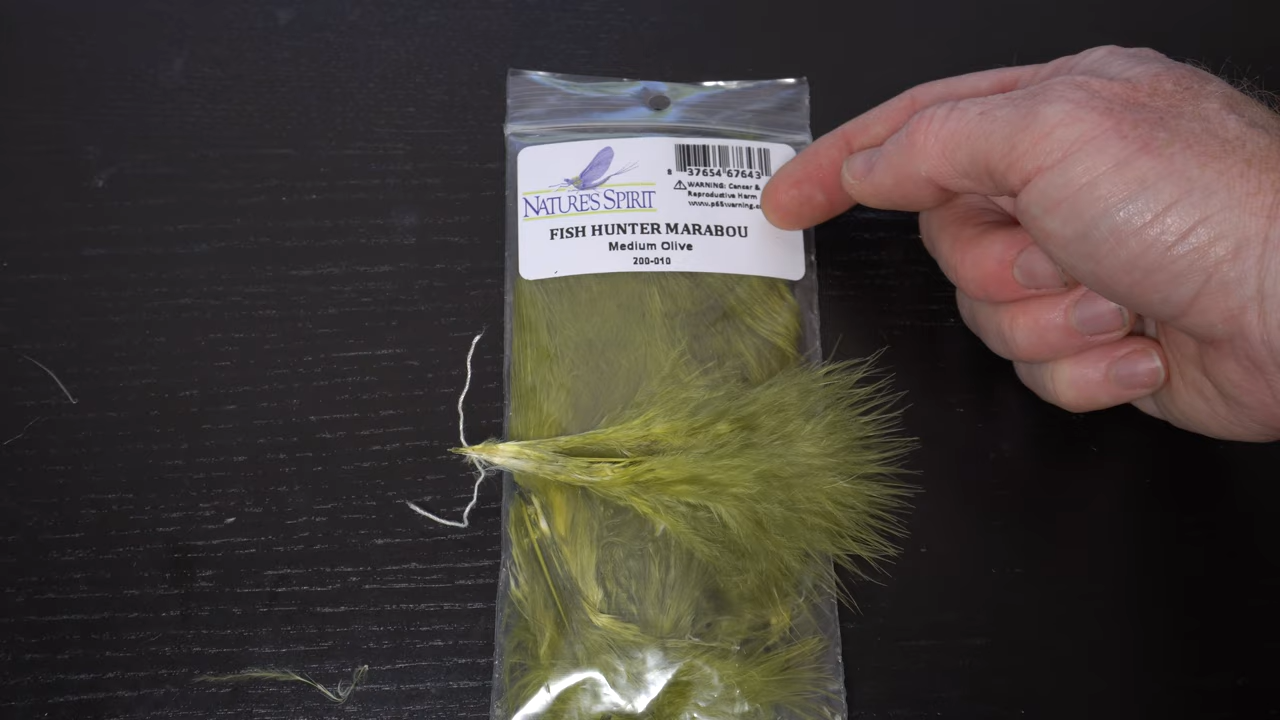 8 37654 67643
WARNING: Cancer &
Reproductive Harm
NATURE'S SPIRIT
FISH HUNTER MARABOU
Medium Olive
200-010